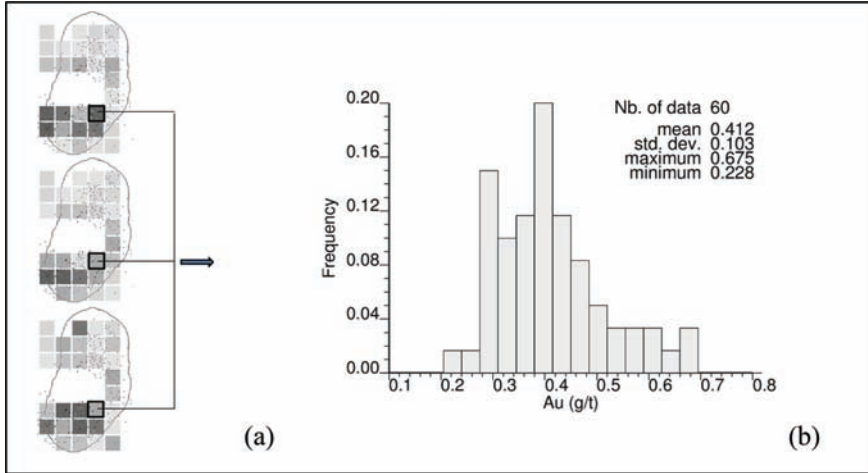 Nb. of data 60
mean 0.412
std. dev. 0.103
maximum 0.675
minimum 0.228
Frequency
0.20
0.16
0.12
0.08
0.04
0.00
0.1 0.2 0.3 0.4 0.5 0.6 0.7 0.8
Au (g/t)
(a)
(b)